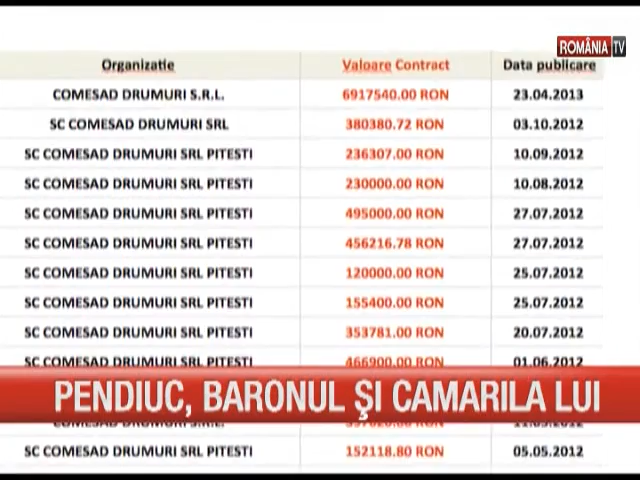 ROMÂNIA TV
Organizatie Valoare Contract Data publicare
COMESAD DRUMURI S.R.L. 6917540.00 RON 23.04.2013
SC COMESAD DRUMURI SRL 380380.72 RON 03.10.2012
SC COMESAD DRUMURI SRL PITESTI 236307.00 RON 10.09.2012
SC COMESAD DRUMURI SRL PITESTI 230000.00 RON 10.08.2012
SC COMESAD DRUMURI SRL PITESTI 495000.00 RON 27.07.2012
SC COMESAD DRUMURI SRL PITESTI 456216.78 RON 27.07.2012
SC COMESAD DRUMURI SRL PITESTI 120000.00 RON 25.07.2012
SC COMESAD DRUMURI SRL PITESTI 155400.00 RON 25.07.2012
SC COMESAD DRUMURI SRL PITESTI 353781.00 RON 20.07.2012
SC COMESAD DRUMURI SRL PITESTI 466900.00 RON 01.06.2012
PENDIUC, BARONUL ŞI CAMARILA LUI
COMESAD DRUMURI S.R.L. RON
SC COMESAD DRUMURI SRL PITESTI 152118.80 RON 05.05.2012